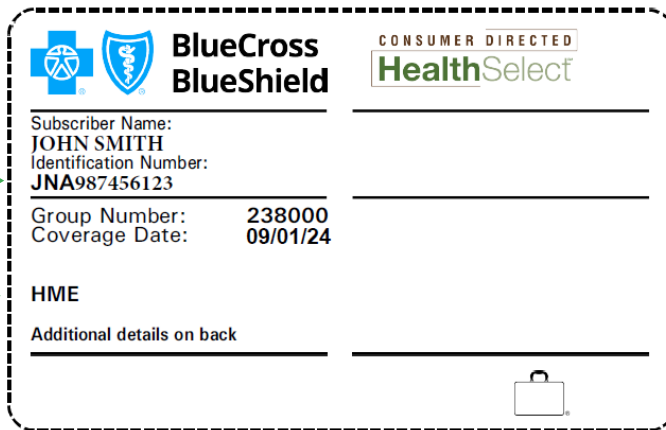 BlueCross
BlueShield
CONSUMER DIRECTED
HealthSelect
Subscriber Name:
JOHN SMITH
Identification Number:
JNA987456123
Group Number: 238000
Coverage Date: 09/01/24
HME
Additional details on back